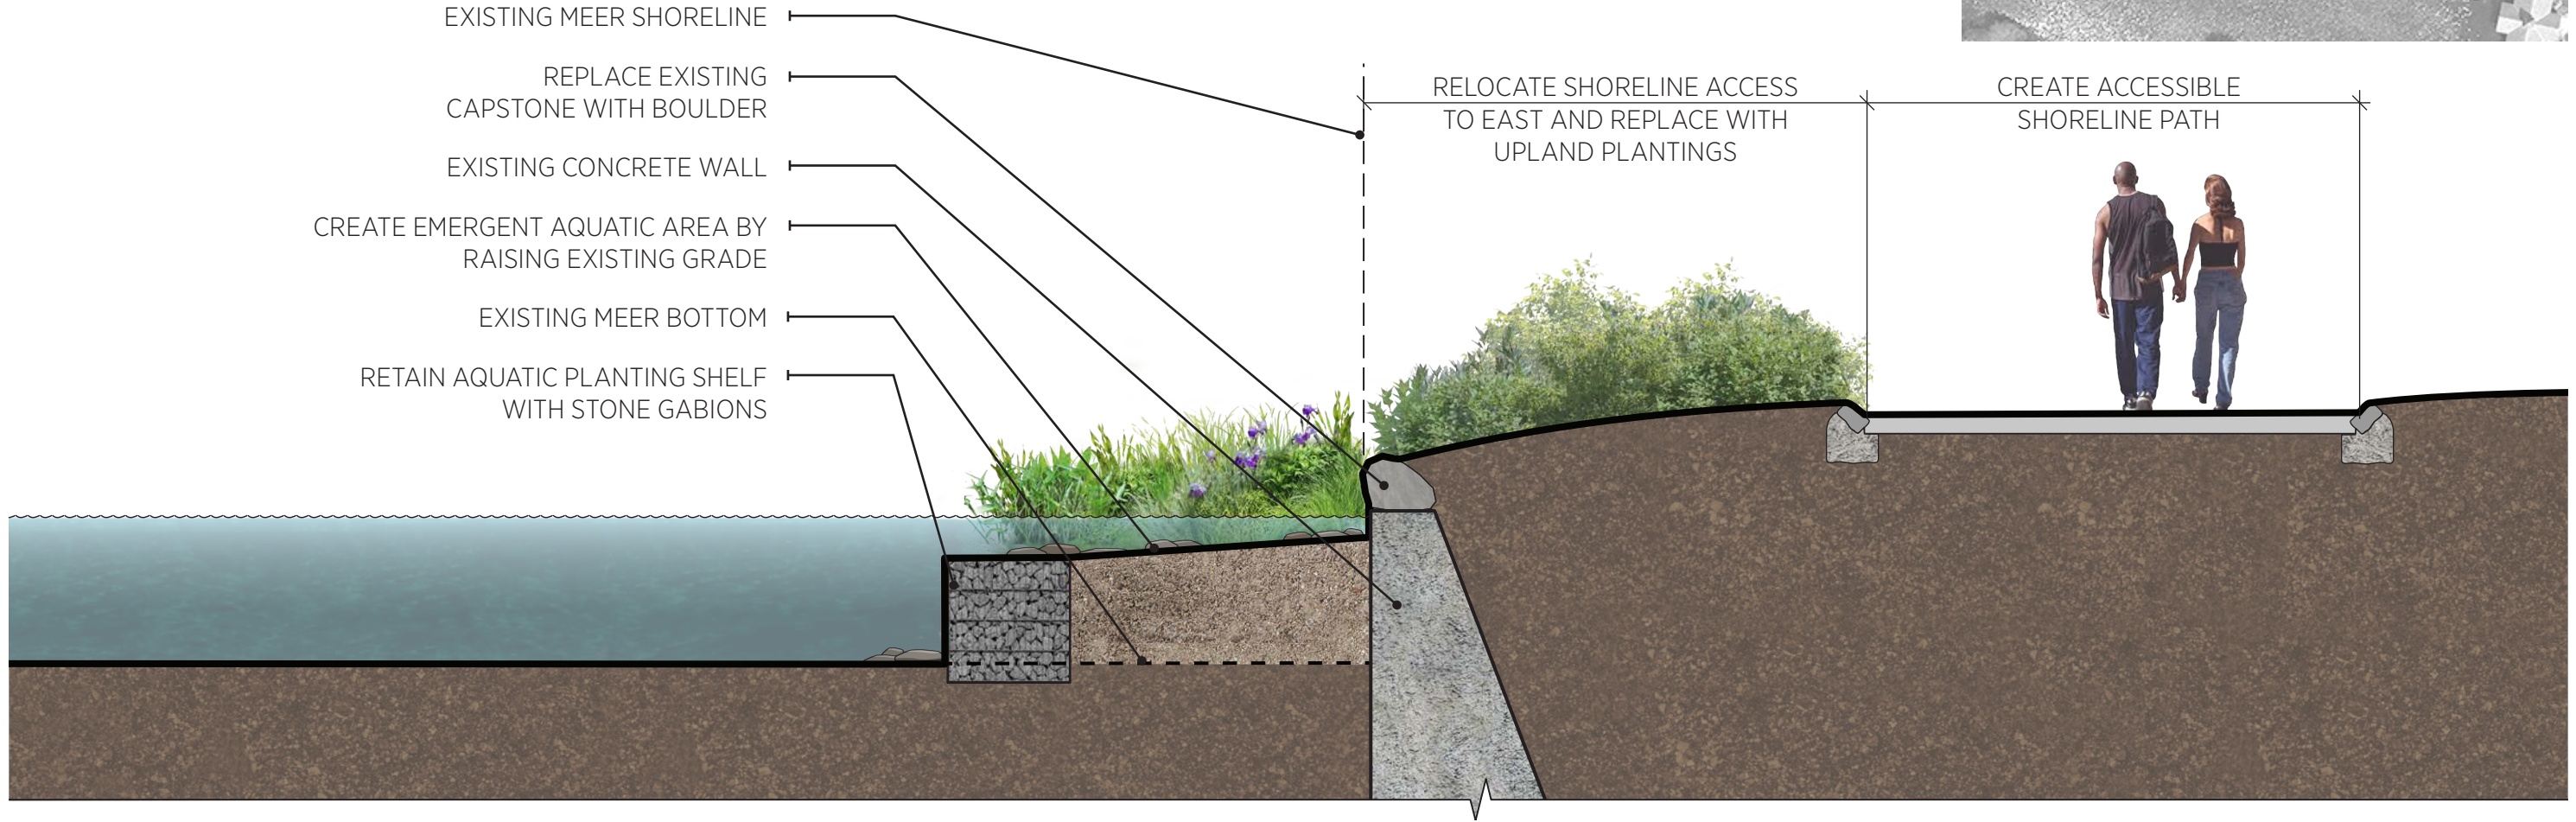 EXISTING MEER SHORELINE
REPLACE EXISTING
CAPSTONE WITH BOULDER
EXISTING CONCRETE WALL
CREATE EMERGENT AQUATIC AREA BY
RAISING EXISTING GRADE
EXISTING MEER BOTTOM
RETAIN AQUATIC PLANTING SHELF
WITH STONE GABIONS
RELOCATE SHORELINE ACCESS
TO EAST AND REPLACE WITH
UPLAND PLANTINGS
CREATE ACCESSIBLE
SHORELINE PATH